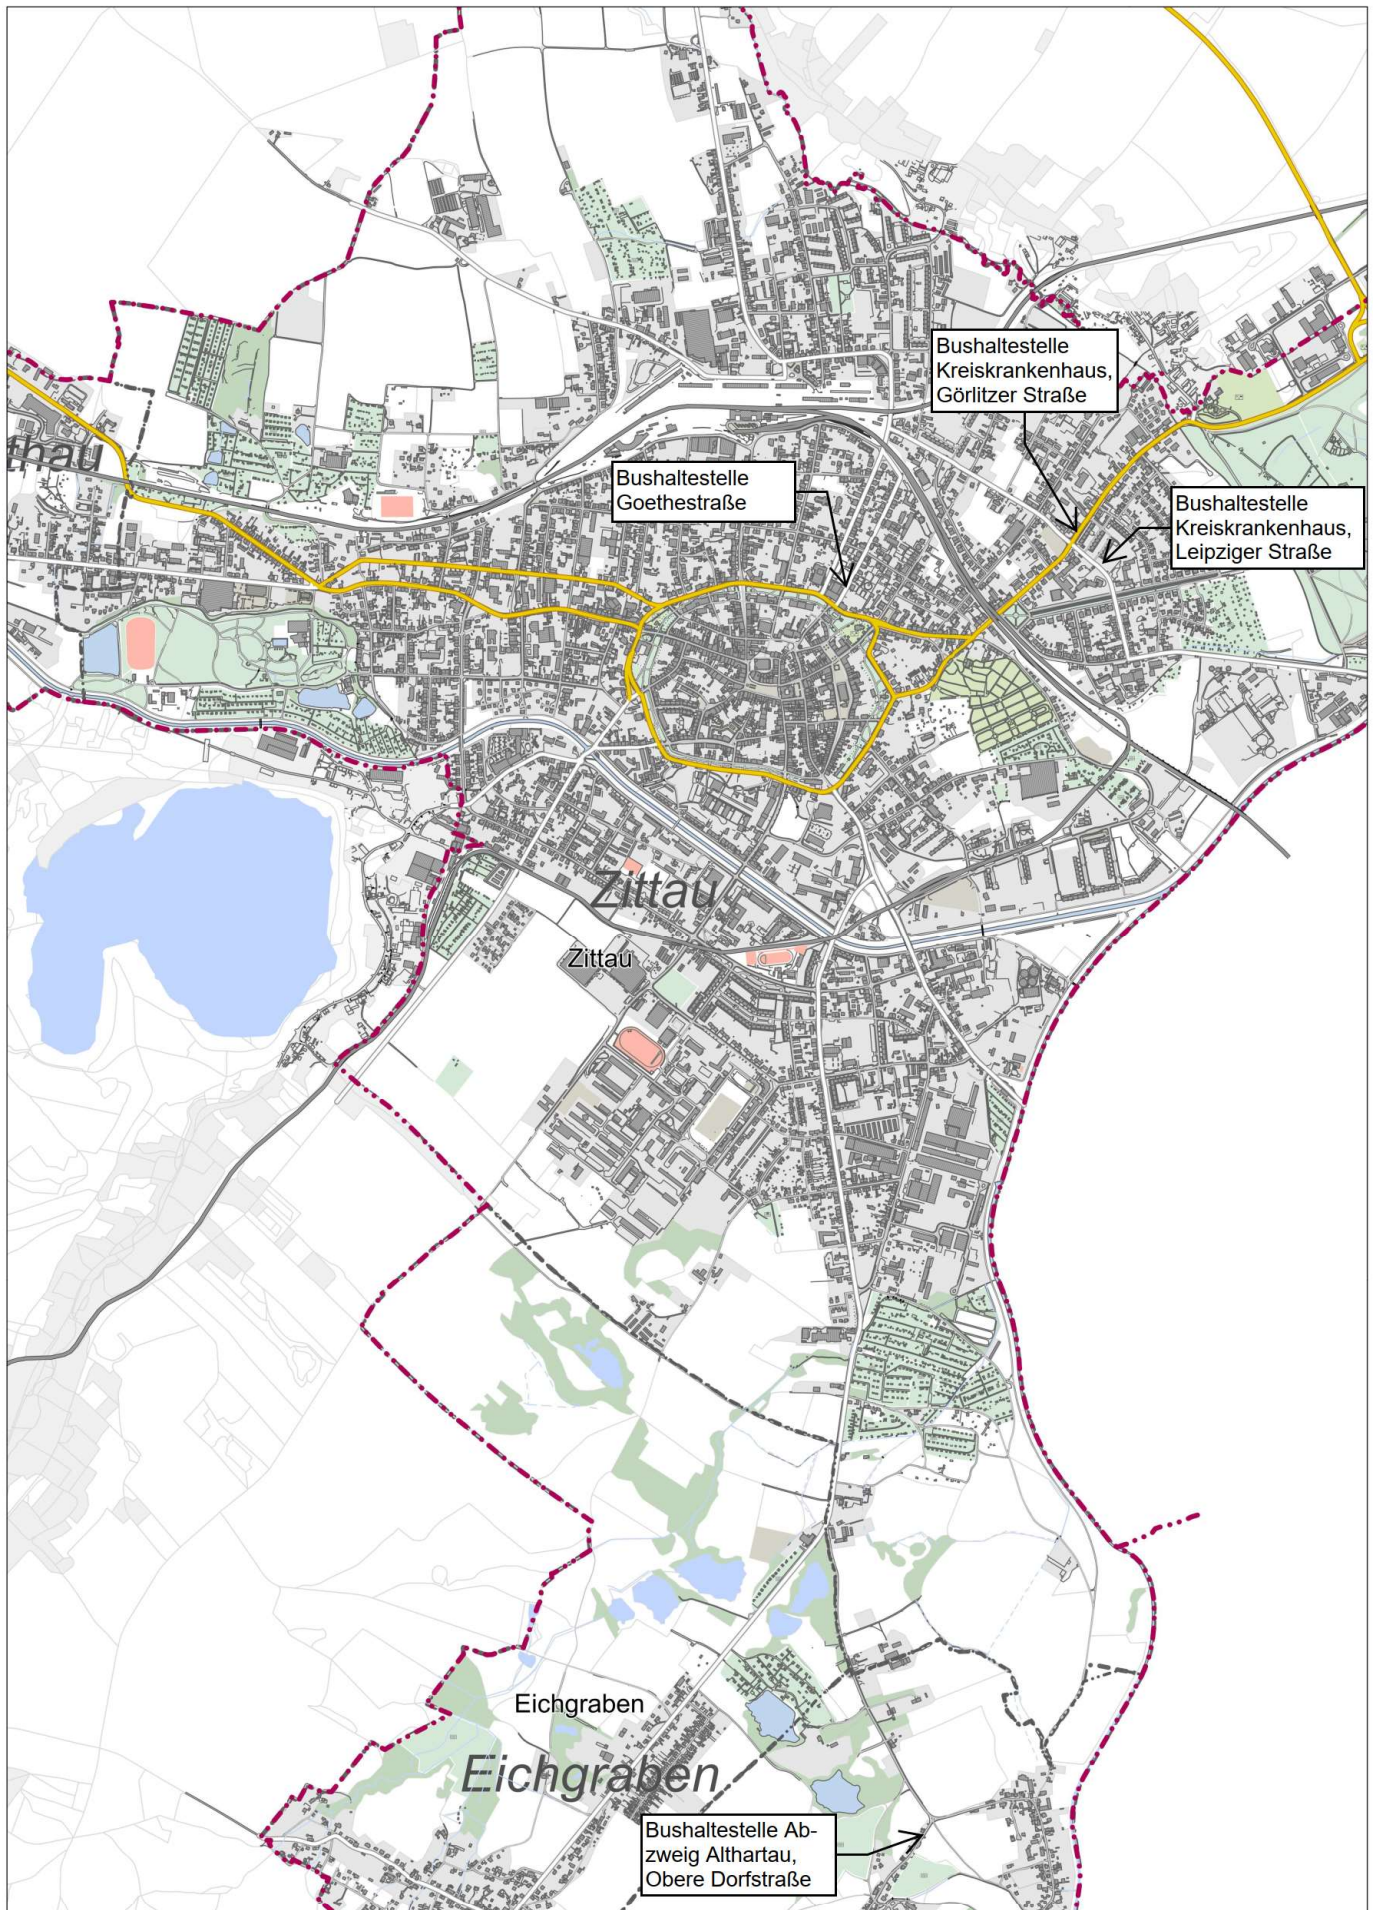 Bushaltestelle
Kreiskrankenhaus,
Görlitzer Straße
thau
Bushaltestelle
Goethestraße
Bushaltestelle
Kreiskrankenhaus,
Leipziger Straße
Zittau
Zittau
Eichgraben
Eichgraben
Bushaltestelle Ab-
zweig Althartau,
Obere Dorfstraße